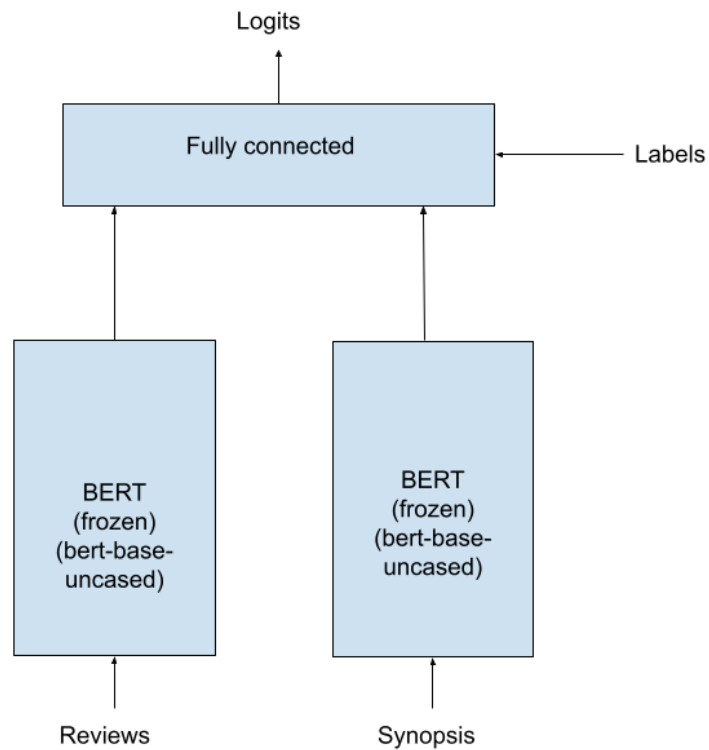 Logits
Fully connected
Labels
BERT
(frozen)
(bert-base-
uncased)
BERT
(frozen)
(bert-base-
uncased)
Reviews
Synopsis